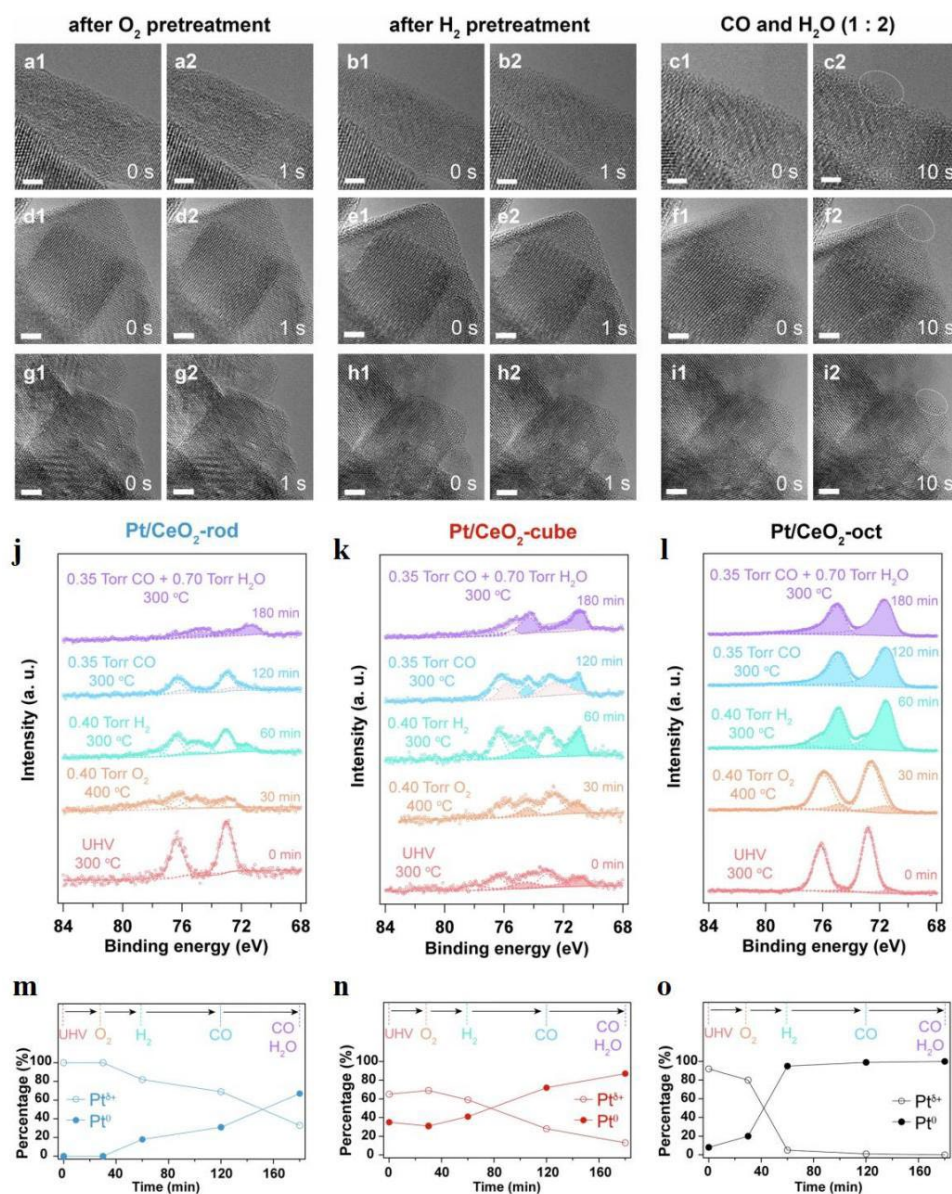 after O₂ pretreatment
after H₂ pretreatment
CO and H₂O (1 : 2)
a1
0 s
a2
1 s
b1
0 s
b2
1 s
c1
0 s
c2
10 s
d1
0 s
d2
1 s
e1
0 s
e2
1 s
f1
0 s
f2
10 s
g1
0 s
g2
1 s
h1
0 s
h2
1 s
i1
0 s
i2
10 s
j
Pt/CeO₂-rod
0.35 Torr CO + 0.70 Torr H₂O
300 °C
180 min
0.35 Torr CO
300 °C
120 min
0.40 Torr H₂
300 °C
60 min
0.40 Torr O₂
400 °C
30 min
UHV
300 °C
0 min
Intensity (a. u.)
84 80 76 72 68
Binding energy (eV)
k
Pt/CeO₂-cube
0.35 Torr CO + 0.70 Torr H₂O
300 °C
180 min
0.35 Torr CO
300 °C
120 min
0.40 Torr H₂
300 °C
60 min
0.40 Torr O₂
400 °C
30 min
UHV
300 °C
0 min
Intensity (a. u.)
84 80 76 72 68
Binding energy (eV)
l
Pt/CeO₂-oct
0.35 Torr CO + 0.70 Torr H₂O
300 °C
180 min
0.35 Torr CO
300 °C
120 min
0.40 Torr H₂
300 °C
60 min
0.40 Torr O₂
400 °C
30 min
UHV
300 °C
0 min
Intensity (a. u.)
84 80 76 72 68
Binding energy (eV)
m
UHV O₂ H₂ CO CO
H₂O
Percentage (%)
100
80
60
40
20
0
Ptᵟ⁺
Pt⁰
0 40 80 120 160
Time (min)
n
UHV O₂ H₂ CO CO
H₂O
Percentage (%)
100
80
60
40
20
0
Ptᵟ⁺
Pt⁰
0 40 80 120 160
Time (min)
o
UHV O₂ H₂ CO CO
H₂O
Percentage (%)
100
80
60
40
20
0
Ptᵟ⁺
Pt⁰
0 40 80 120 160
Time (min)